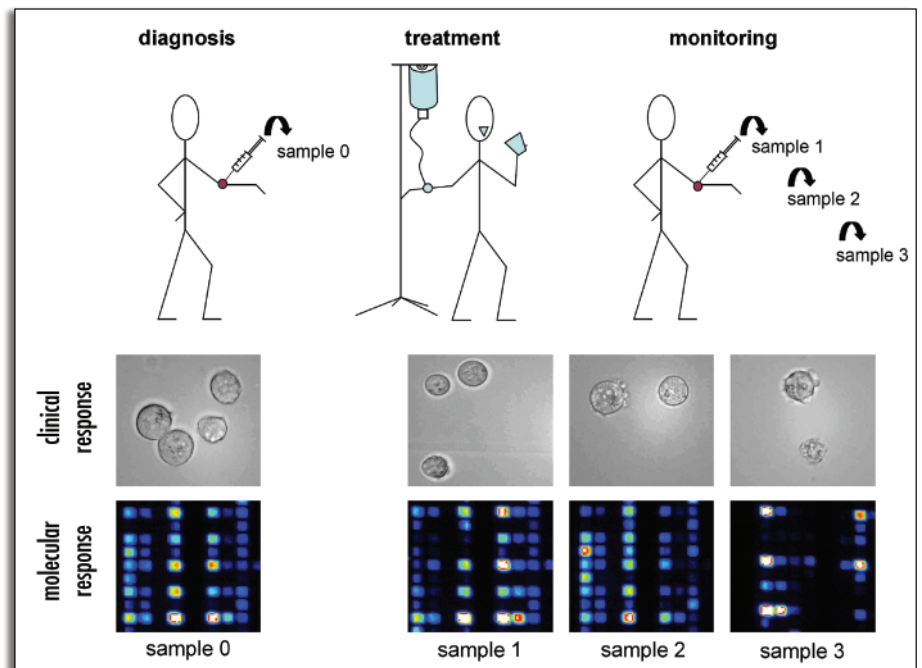 diagnosis
treatment
monitoring
sample 0
sample 1
sample 2
sample 3
clinical
response
molecular
response
sample 0
sample 1
sample 2
sample 3